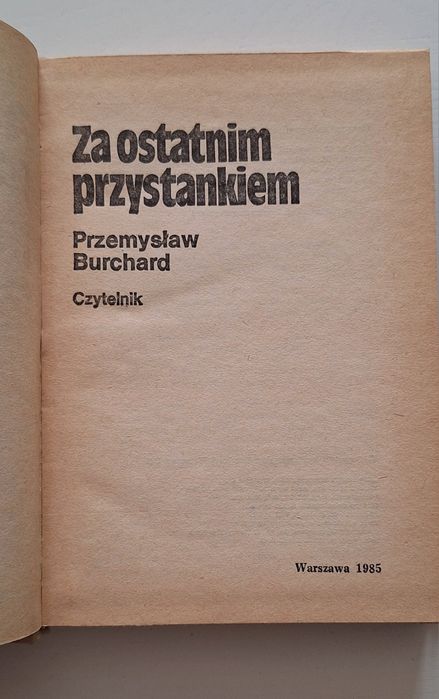 Za ostatnim
przystankiem
Przemysław
Burchard
Czytelnik
Warszawa 1985